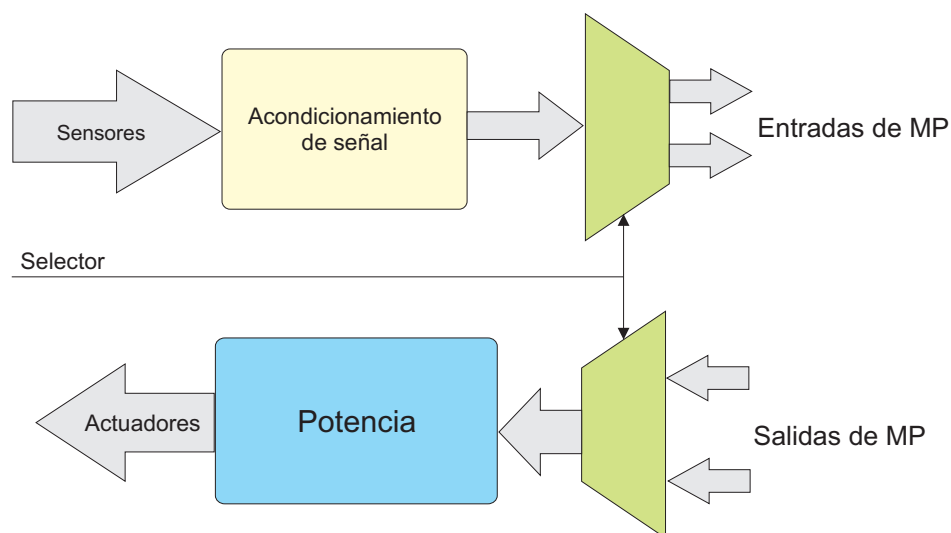 Sensores
Acondicionamiento
de señal
Entradas de MP
Selector
Actuadores
Potencia
Salidas de MP